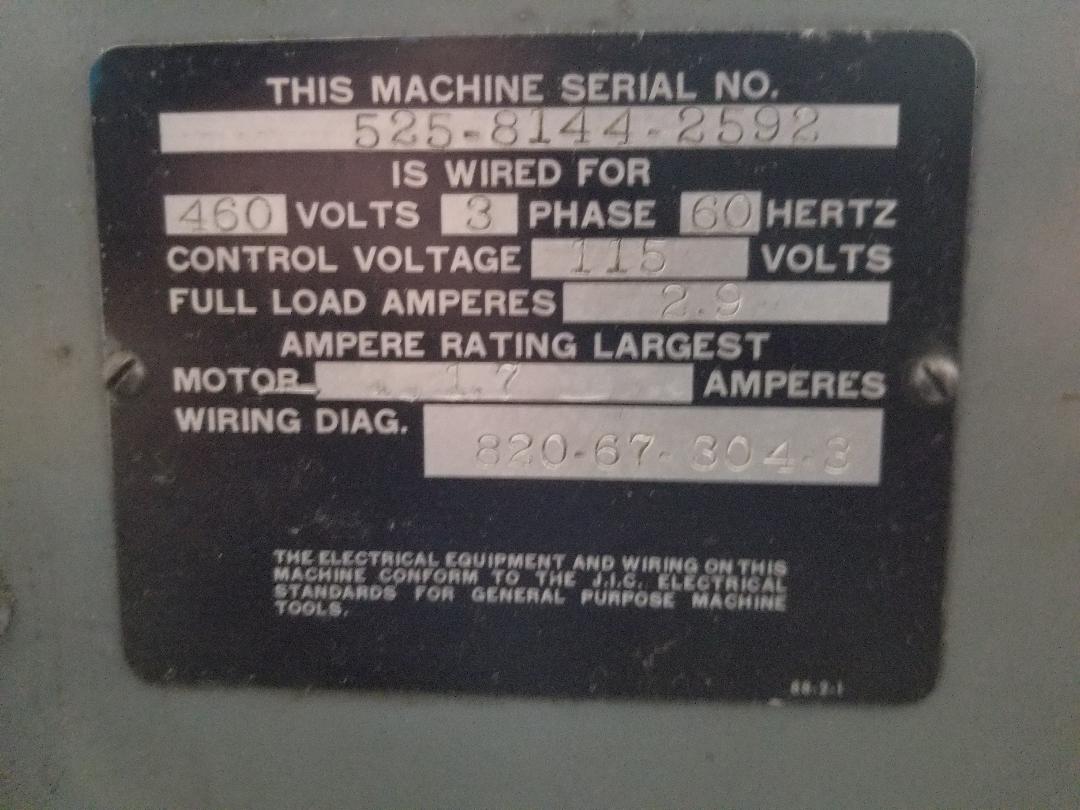 THIS MACHINE SERIAL NO.
525-8144-2592
IS WIRED FOR
460 VOLTS 3 PHASE 60 HERTZ
CONTROL VOLTAGE 115 VOLTS
FULL LOAD AMPERES 2.9
AMPERE RATING LARGEST
MOTOR 1.7 AMPERES
WIRING DIAG.
820-67-304-3
THE ELECTRICAL EQUIPMENT AND WIRING ON THIS
MACHINE CONFORM TO THE J.I.C. ELECTRICAL
STANDARDS FOR GENERAL PURPOSE MACHINE
TOOLS.